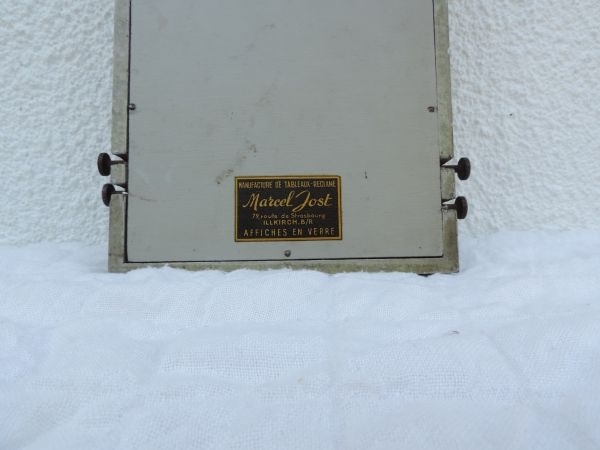 MANUFACTURE DE TABLEAUX-RECLAME
Marcel Jost
79, route de Strasbourg
ILLKIRCH. B/R
AFFICHES EN VERRE